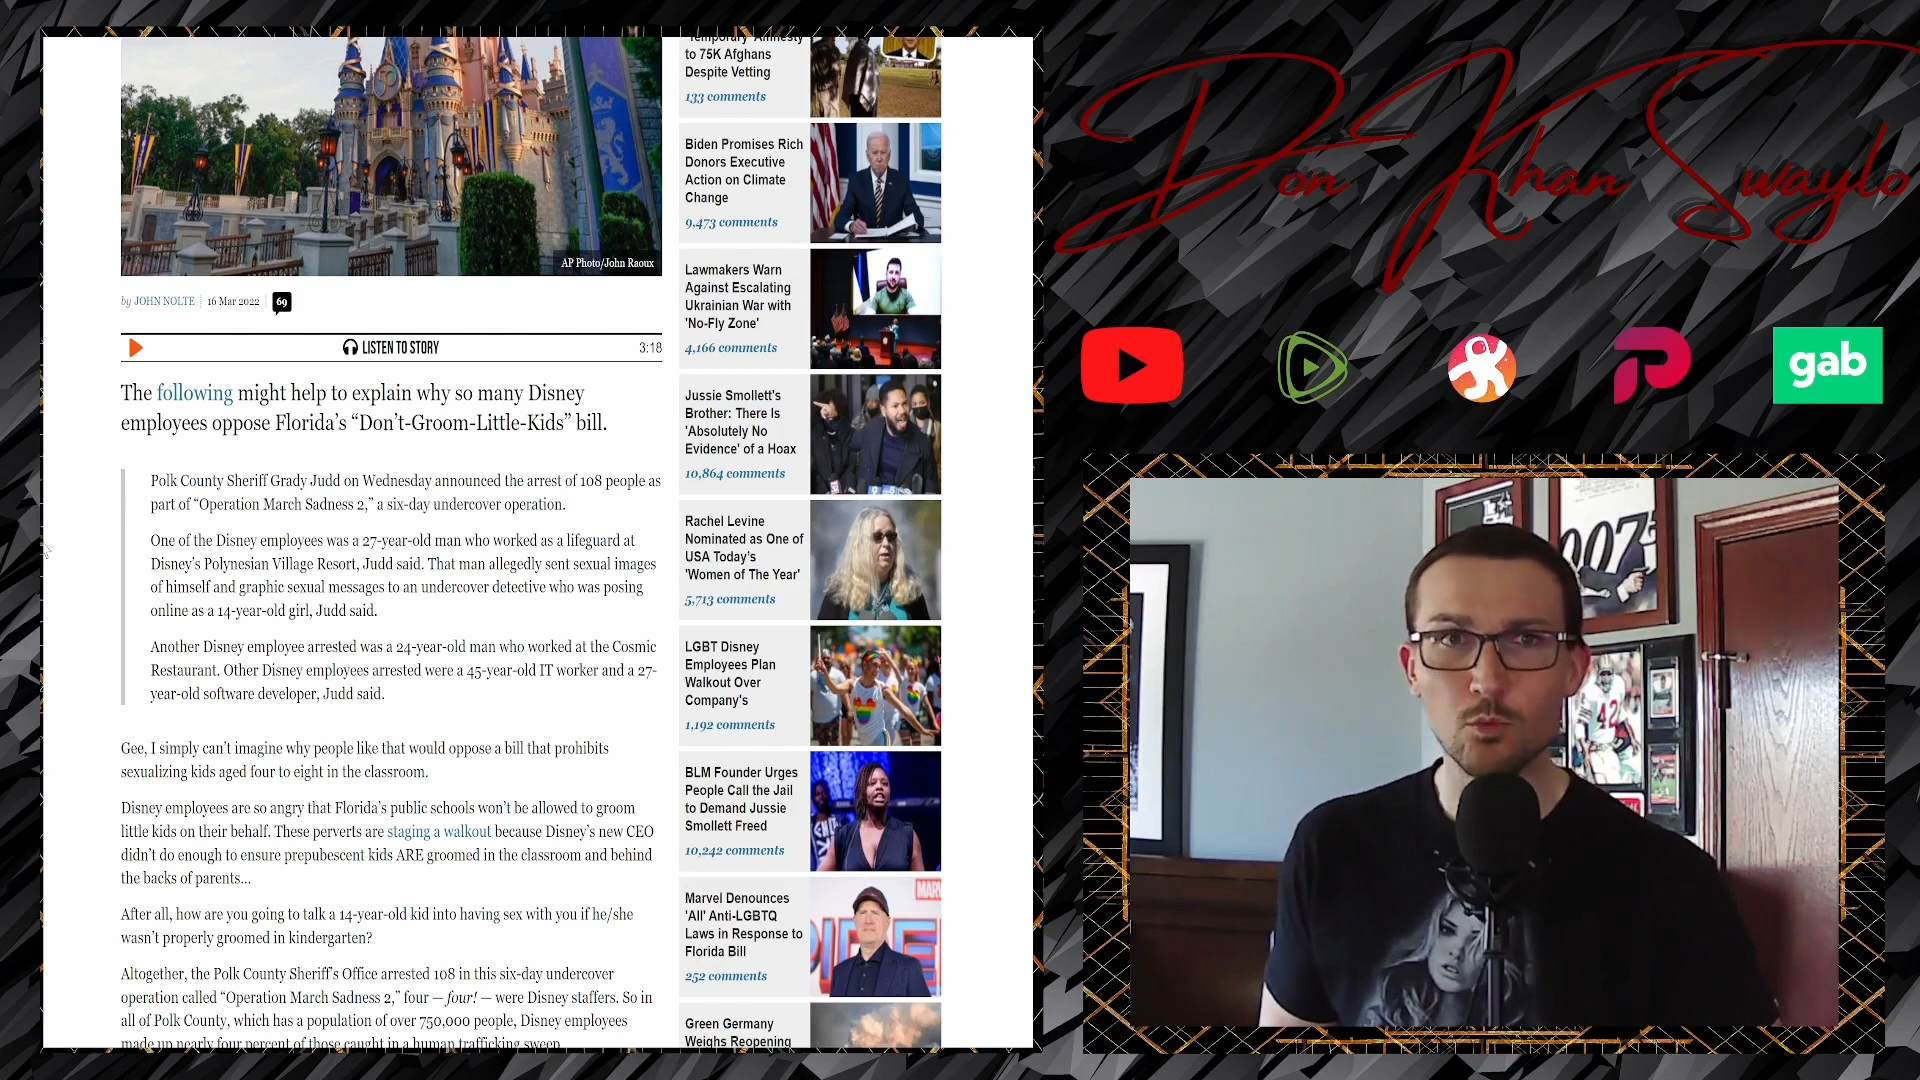 AP Photo/John Raoux
by JOHN NOLTE | 16 Mar 2022 69
LISTEN TO STORY 3:18
The following might help to explain why so many Disney
employees oppose Florida's “Don't-Groom-Little-Kids” bill.
Polk County Sheriff Grady Judd on Wednesday announced the arrest of 108 people as
part of “Operation March Sadness 2,” a six-day undercover operation.
One of the Disney employees was a 27-year-old man who worked as a lifeguard at
Disney's Polynesian Village Resort, Judd said. That man allegedly sent sexual images
of himself and graphic sexual messages to an undercover detective who was posing
online as a 14-year-old girl, Judd said.
Another Disney employee arrested was a 24-year-old man who worked at the Cosmic
Restaurant. Other Disney employees arrested were a 45-year-old IT worker and a 27-
year-old software developer, Judd said.
Gee, I simply can't imagine why people like that would oppose a bill that prohibits
sexualizing kids aged four to eight in the classroom.
Disney employees are so angry that Florida's public schools won't be allowed to groom
little kids on their behalf. These perverts are staging a walkout because Disney's new CEO
didn't do enough to ensure prepubescent kids ARE groomed in the classroom and behind
the backs of parents…
After all, how are you going to talk a 14-year-old kid into having sex with you if he/she
wasn't properly groomed in kindergarten?
Altogether, the Polk County Sheriff's Office arrested 108 in this six-day undercover
operation called “Operation March Sadness 2,” four — four! — were Disney staffers. So in
all of Polk County, which has a population of over 750,000 people, Disney employees
made up nearly four percent of those caught in a human trafficking sweep.
'Temporary' Amnesty
to 75K Afghans
Despite Vetting
133 comments
Biden Promises Rich
Donors Executive
Action on Climate
Change
9,473 comments
Lawmakers Warn
Against Escalating
Ukrainian War with
'No-Fly Zone'
4,166 comments
Jussie Smollett's
Brother: There Is
'Absolutely No
Evidence' of a Hoax
10,864 comments
Rachel Levine
Nominated as One of
USA Today's
'Women of The Year'
5,713 comments
LGBT Disney
Employees Plan
Walkout Over
Company's
1,192 comments
BLM Founder Urges
People Call the Jail
to Demand Jussie
Smollett Freed
10,242 comments
Marvel Denounces
'All' Anti-LGBTQ
Laws in Response to
Florida Bill
252 comments
Green Germany
Weighs Reopening
MAR
Don Khan Swaylo
gab
007
42